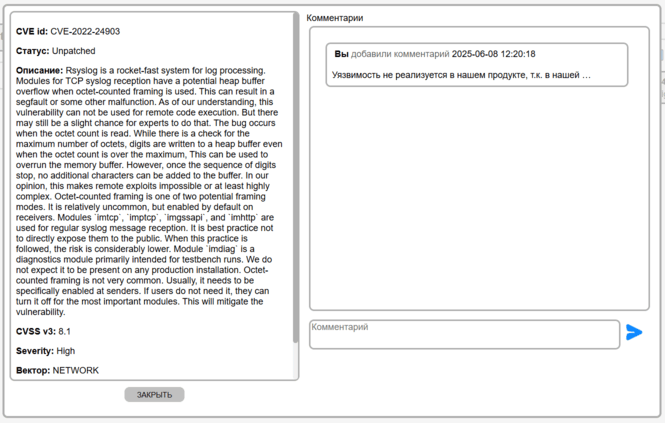 CVE id: CVE-2022-24903
Статус: Unpatched
Описание: Rsyslog is a rocket-fast system for log processing.
Modules for TCP syslog reception have a potential heap buffer
overflow when octet-counted framing is used. This can result in a
segfault or some other malfunction. As of our understanding, this
vulnerability can not be used for remote code execution. But there
may still be a slight chance for experts to do that. The bug occurs
when the octet count is read. While there is a check for the
maximum number of octets, digits are written to a heap buffer even
when the octet count is over the maximum, This can be used to
overrun the memory buffer. However, once the sequence of digits
stop, no additional characters can be added to the buffer. In our
opinion, this makes remote exploits impossible or at least highly
complex. Octet-counted framing is one of two potential framing
modes. It is relatively uncommon, but enabled by default on
receivers. Modules `imtcp`, `imptcp`, `imgssapi`, and `imhttp` are
used for regular syslog message reception. It is best practice not
to directly expose them to the public. When this practice is
followed, the risk is considerably lower. Module `imdiag` is a
diagnostics module primarily intended for testbench runs. We do
not expect it to be present on any production installation. Octet-
counted framing is not very common. Usually, it needs to be
specifically enabled at senders. If users do not need it, they can
turn it off for the most important modules. This will mitigate the
vulnerability.
CVSS v3: 8.1
Severity: High
Вектор: NETWORK
ЗАКРЫТЬ
Комментарии
Вы добавили комментарий 2025-06-08 12:20:18
Уязвимость не реализуется в нашем продукте, т.к. в нашей …
Комментарий